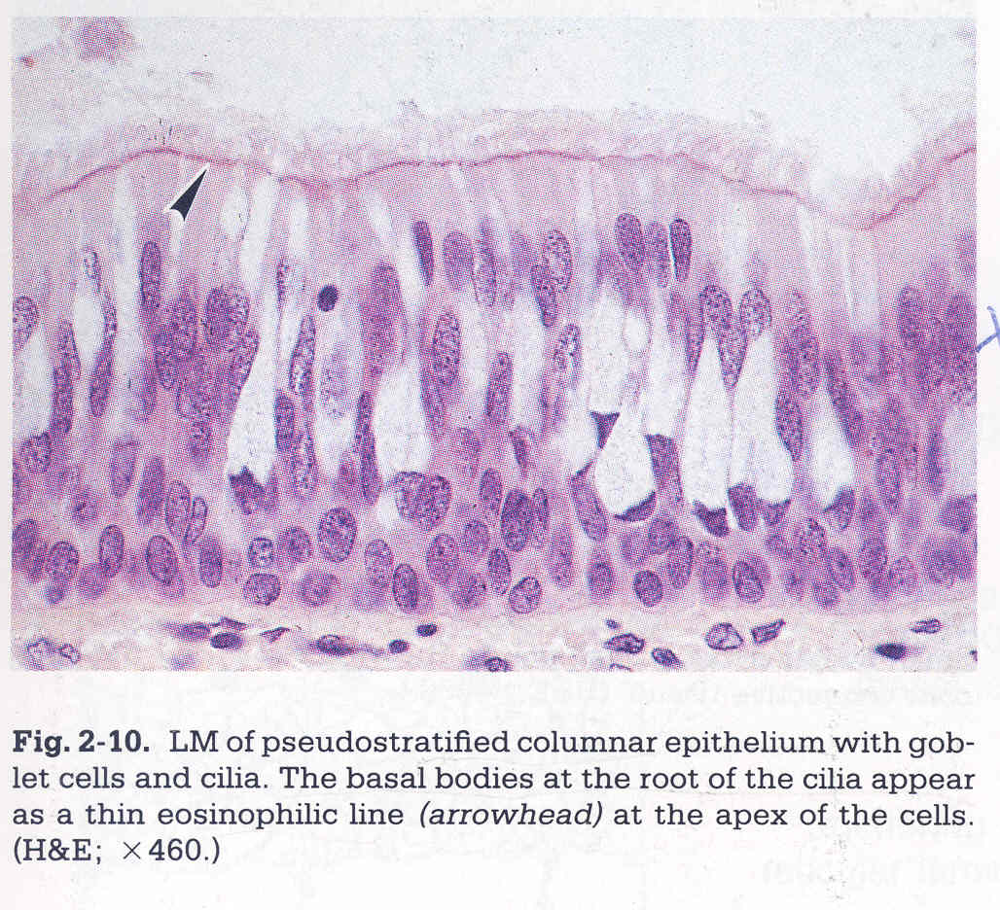 Fig. 2-10. LM of pseudostratified columnar epithelium with gob-
let cells and cilia. The basal bodies at the root of the cilia appear
as a thin eosinophilic line (arrowhead) at the apex of the cells.
(H&E; ×460.)